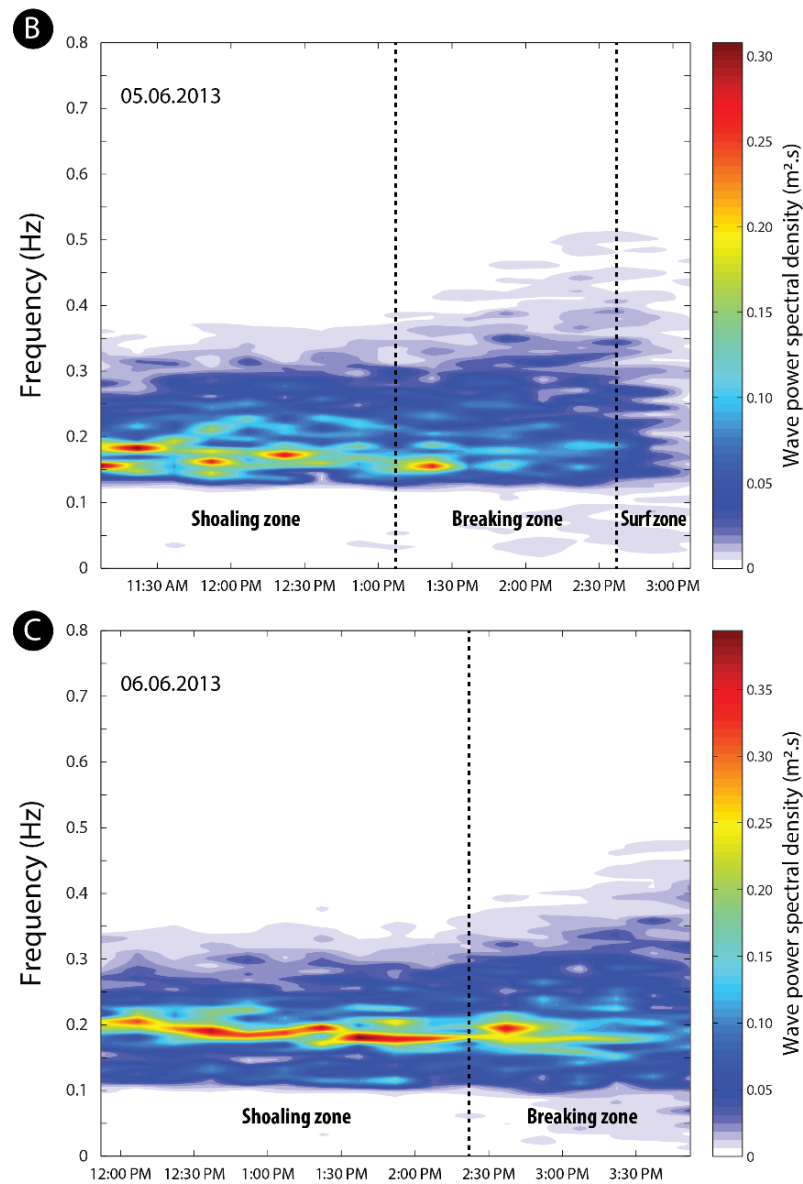 B
0.8
0.7
0.6
0.5
0.4
0.3
0.2
0.1
0
Frequency (Hz)
05.06.2013
Shoaling zone
Breaking zone
Surf zone
11:30 AM 12:00 PM 12:30 PM 1:00 PM 1:30 PM 2:00 PM 2:30 PM 3:00 PM
0.30
0.25
0.20
0.15
0.10
0.05
0
Wave power spectral density (m².s)
C
0.8
0.7
0.6
0.5
0.4
0.3
0.2
0.1
0
Frequency (Hz)
06.06.2013
Shoaling zone
Breaking zone
12:00 PM 12:30 PM 1:00 PM 1:30 PM 2:00 PM 2:30 PM 3:00 PM 3:30 PM
0.35
0.30
0.25
0.20
0.15
0.10
0.05
0
Wave power spectral density (m².s)